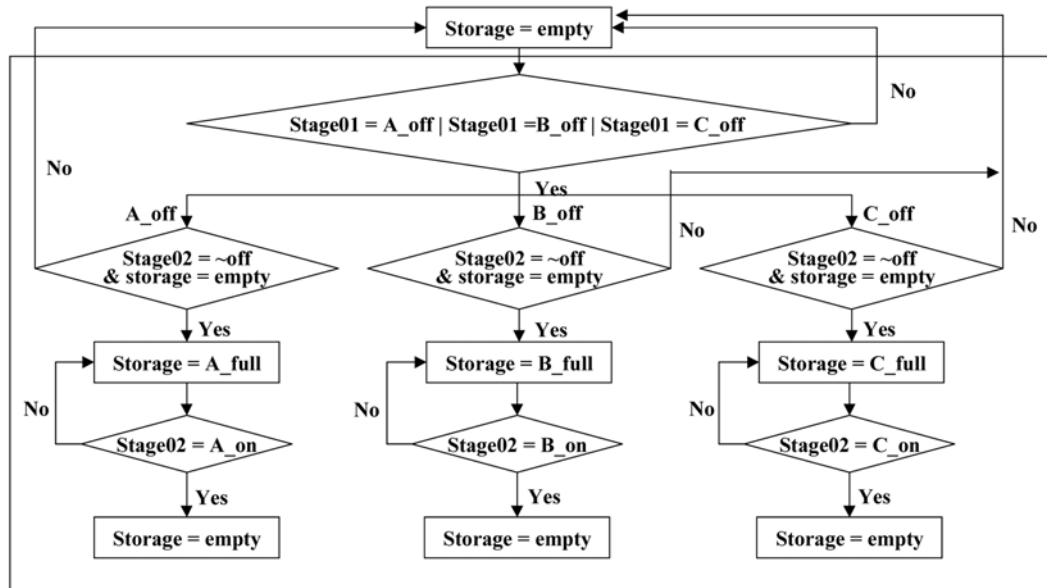 Storage = empty
No
Stage01 = A_off | Stage01 =B_off | Stage01 = C_off
No
Yes
A_off
B_off
C_off
No
No
Stage02 = ~off
& storage = empty
Stage02 = ~off
& storage = empty
Stage02 = ~off
& storage = empty
Yes
Yes
Yes
Storage = A_full
Storage = B_full
Storage = C_full
No
No
No
Stage02 = A_on
Stage02 = B_on
Stage02 = C_on
Yes
Yes
Yes
Storage = empty
Storage = empty
Storage = empty